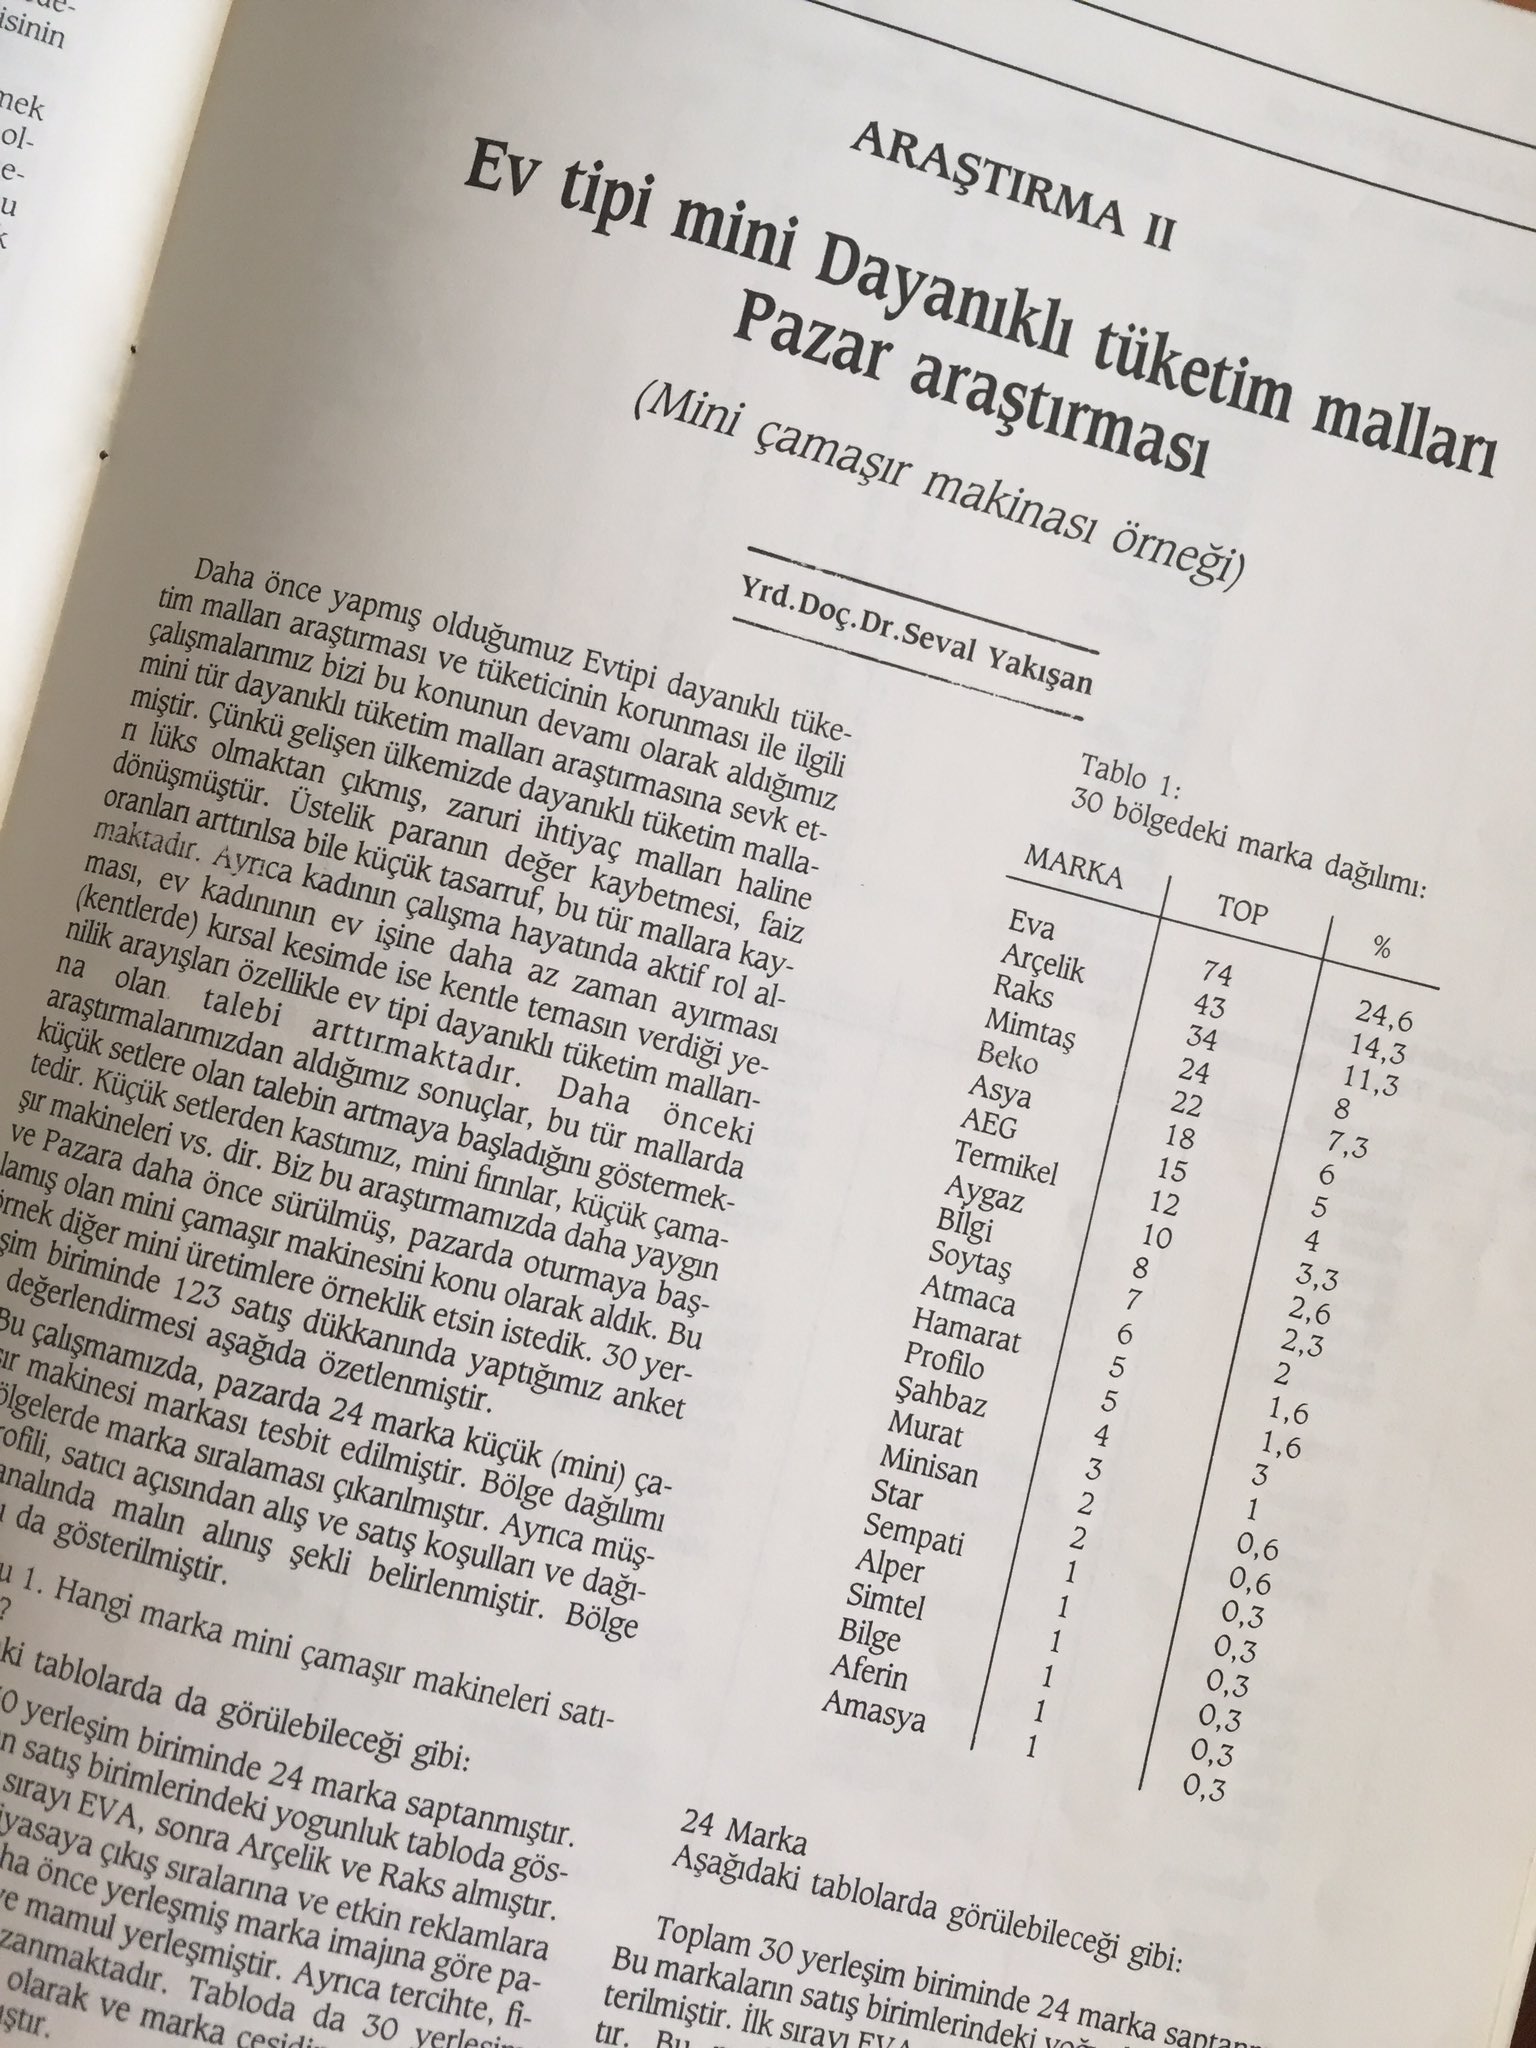 isinin
mek
ol-
e-
u
k
ARAŞTIRMA II
Ev tipi mini Dayanıklı tüketim malları
Pazar araştırması
(Mini çamaşır makinası örneği)
Yrd.Doç.Dr.Seval Yakışan
Daha önce yapmış olduğumuz Evtipi dayanıklı tüke-
tim malları araştırması ve tüketicinin korunması ile ilgili
çalışmalarımız bizi bu konunun devamı olarak aldığımız
mini tür dayanıklı tüketim malları araştırmasına sevk et-
miştir. Çünkü gelişen ülkemizde dayanıklı tüketim malla-
rı lüks olmaktan çıkmış, zaruri ihtiyaç malları haline
dönüşmüştür. Üstelik paranın değer kaybetmesi, faiz
oranları arttırılsa bile küçük tasarruf, bu tür mallara kay-
maktadır. Ayrıca kadının çalışma hayatında aktif rol al-
ması, ev kadınının ev işine daha az zaman ayırması
(kentlerde) kırsal kesimde ise kentle temasın verdiği ye-
nilik arayışları özellikle ev tipi dayanıklı tüketim malları-
na olan talebi arttırmaktadır. Daha önceki
araştırmalarımızdan aldığımız sonuçlar, bu tür mallarda
küçük setlere olan talebin artmaya başladığını göstermek-
tedir. Küçük setlerden kastımız, mini fırınlar, küçük çama-
şır makineleri vs. dir. Biz bu araştırmamızda daha yaygın
ve Pazara daha önce sürülmüş, pazarda oturmaya baş-
lamış olan mini çamaşır makinesini konu olarak aldık. Bu
örnek diğer mini üretimlere örneklik etsin istedik. 30 yer-
şim biriminde 123 satış dükkanında yaptığımız anket
değerlendirmesi aşağıda özetlenmiştir.
Bu çalışmamızda, pazarda 24 marka küçük (mini) ça-
şır makinesi markası tesbit edilmiştir. Bölge dağılımı
ölgelerde marka sıralaması çıkarılmıştır. Ayrıca müş-
rofili, satıcı açısından alış ve satış koşulları ve dağı-
analında malın alınış şekli belirlenmiştir. Bölge
da gösterilmiştir.
u 1. Hangi marka mini çamaşır makineleri satı-
?
ki tablolarda da görülebileceği gibi:
30 yerleşim biriminde 24 marka saptanmıştır.
n satış birimlerindeki yogunluk tabloda gös-
sırayı EVA, sonra Arçelik ve Raks almıştır.
iyasaya çıkış sıralarına ve etkin reklamlara
ha önce yerleşmiş marka imajına göre pa-
ve mamul yerleşmiştir. Ayrıca tercihte, fi-
zanmaktadır. Tabloda da 30 yerleşim
olarak ve marka çeşidi
ıştır.
Tablo 1:
30 bölgedeki marka dağılımı:
MARKA TOP %
Eva 74 24,6
Arçelik 43 14,3
Raks 34 11,3
Mimtaş 24 8
Beko 22 7,3
Asya 18 6
AEG 15 5
Termikel 12 4
Aygaz 10 3,3
Bilgi 8 2,6
Soytaş 7 2,3
Atmaca 6 2
Hamarat 5 1,6
Profilo 5 1,6
Şahbaz 4 3
Murat 3 1
Minisan 2 0,6
Star 2 0,6
Sempati 1 0,3
Alper 1 0,3
Simtel 1 0,3
Bilge 1 0,3
Aferin 1 0,3
Amasya 1 0,3
24 Marka
Aşağıdaki tablolarda görülebileceği gibi:
Toplam 30 yerleşim biriminde 24 marka saptanm
Bu markaların satış birimlerindeki
terilmiştir. İlk sırayı EVA
tır. Bu